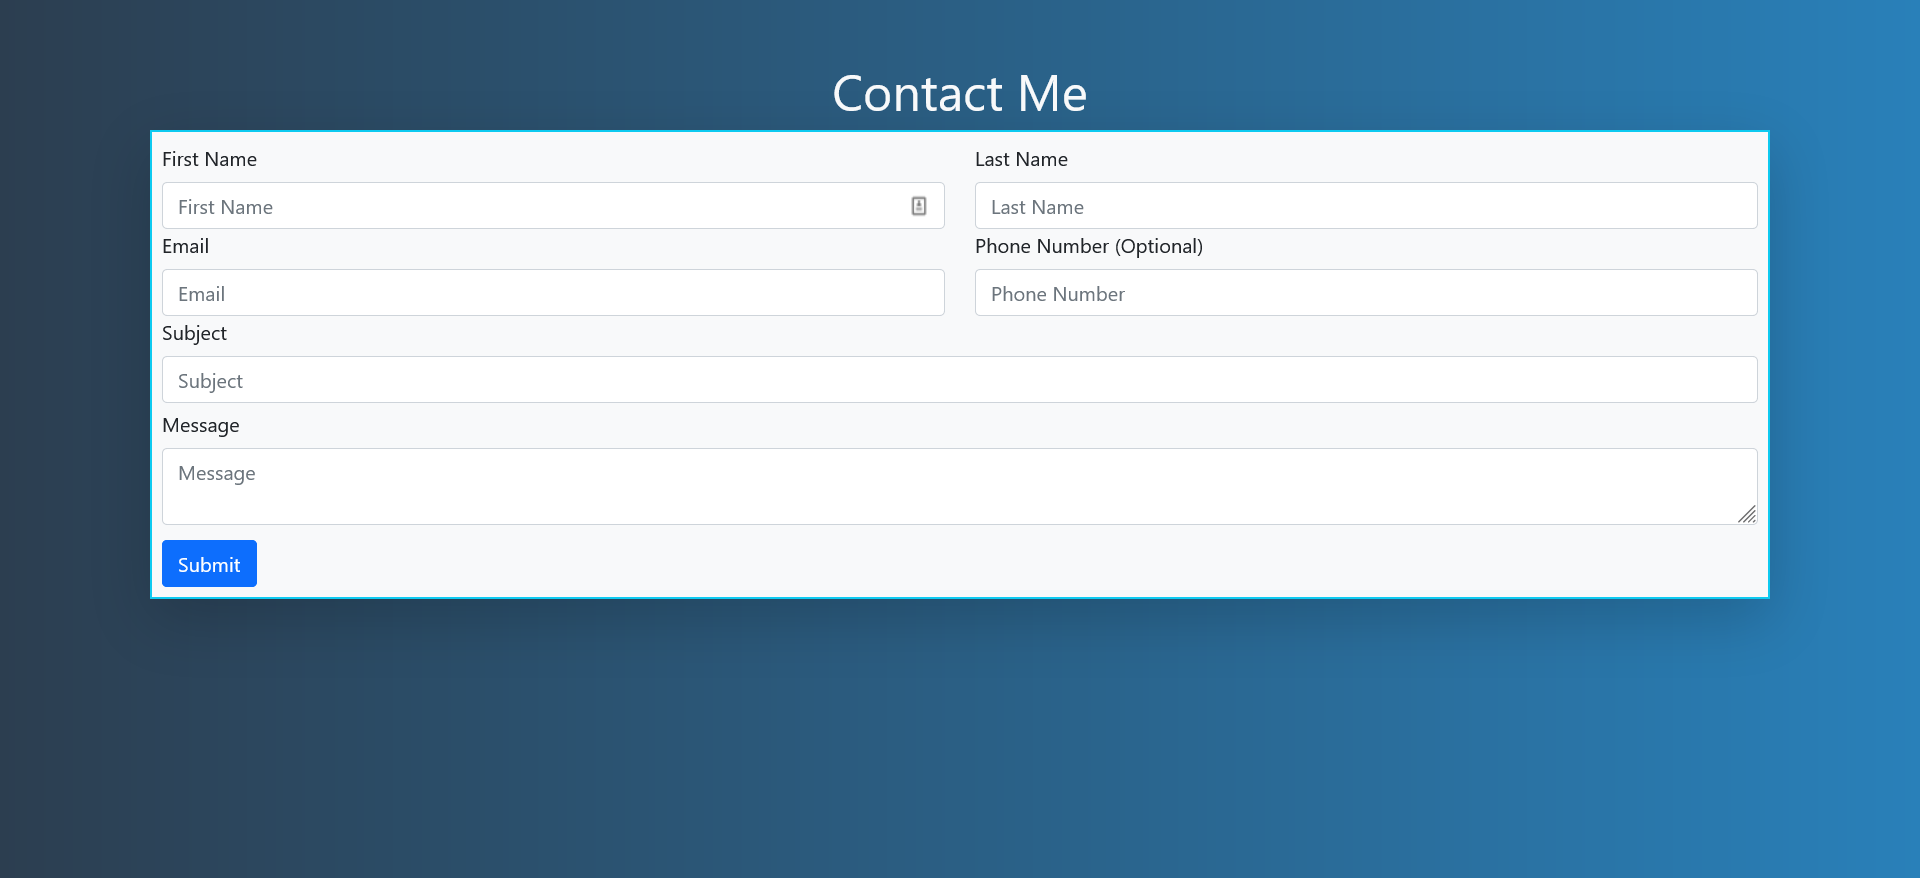 Contact Me
First Name
Last Name
First Name
Last Name
Email
Phone Number (Optional)
Email
Phone Number
Subject
Subject
Message
Message
Submit